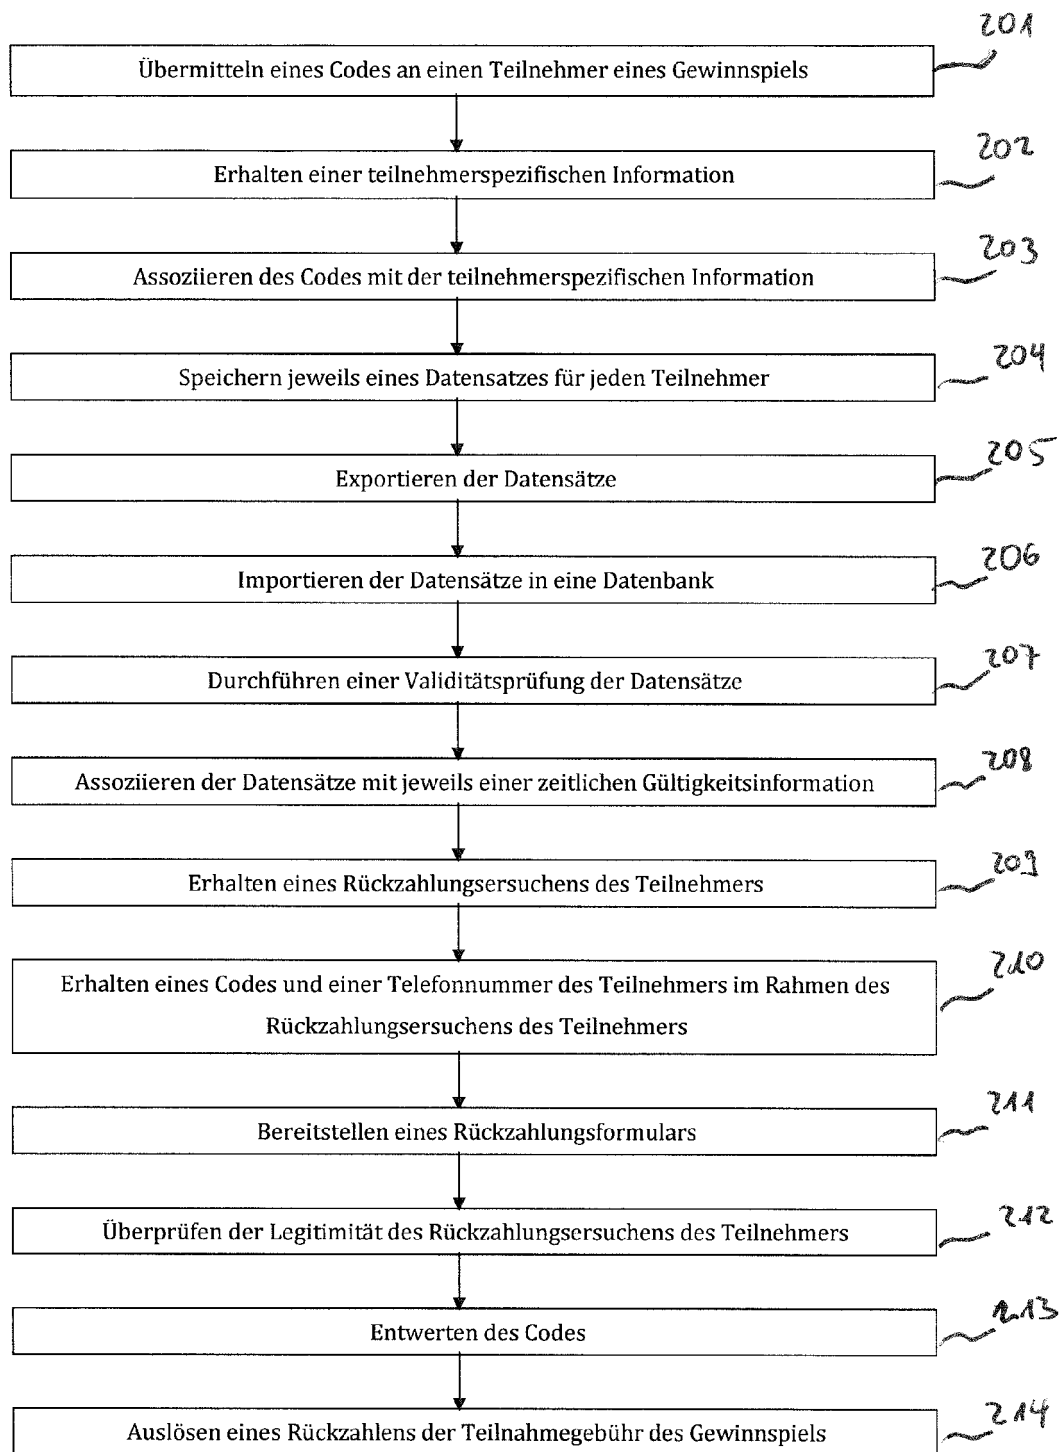 201
Übermitteln eines Codes an einen Teilnehmer eines Gewinnspiels
202
Erhalten einer teilnehmerspezifischen Information
203
Assoziieren des Codes mit der teilnehmerspezifischen Information
204
Speichern jeweils eines Datensatzes für jeden Teilnehmer
205
Exportieren der Datensätze
206
Importieren der Datensätze in eine Datenbank
207
Durchführen einer Validitätsprüfung der Datensätze
208
Assoziieren der Datensätze mit jeweils einer zeitlichen Gültigkeitsinformation
209
Erhalten eines Rückzahlungsersuchens des Teilnehmers
210
Erhalten eines Codes und einer Telefonnummer des Teilnehmers im Rahmen des
Rückzahlungsersuchens des Teilnehmers
211
Bereitstellen eines Rückzahlungsformulars
212
Überprüfen der Legitimität des Rückzahlungsersuchens des Teilnehmers
213
Entwerten des Codes
214
Auslösen eines Rückzahlens der Teilnahmegebühr des Gewinnspiels